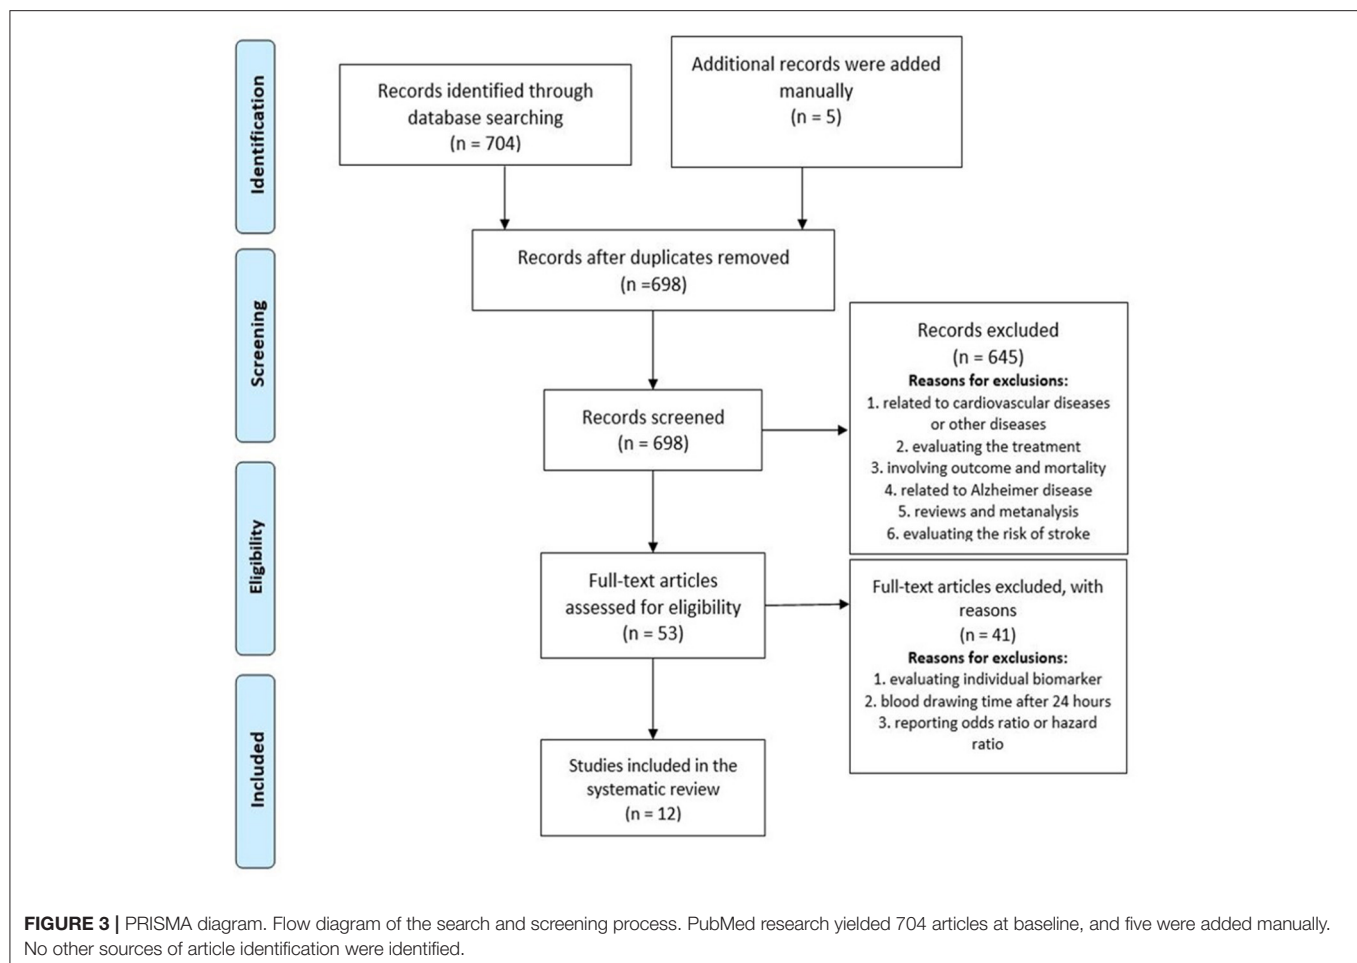 Identification
Records identified through
database searching
(n = 704)
Additional records were added
manually
(n = 5)
Records after duplicates removed
(n =698)
Screening
Records screened
(n = 698)
Records excluded
(n = 645)
Reasons for exclusions:
1. related to cardiovascular diseases
or other diseases
2. evaluating the treatment
3. involving outcome and mortality
4. related to Alzheimer disease
5. reviews and metanalysis
6. evaluating the risk of stroke
Eligibility
Full-text articles
assessed for eligibility
(n = 53)
Full-text articles excluded, with
reasons
(n = 41)
Reasons for exclusions:
1. evaluating individual biomarker
2. blood drawing time after 24 hours
3. reporting odds ratio or hazard
ratio
Included
Studies included in the
systematic review
(n = 12)
FIGURE 3 | PRISMA diagram. Flow diagram of the search and screening process. PubMed research yielded 704 articles at baseline, and five were added manually.
No other sources of article identification were identified.